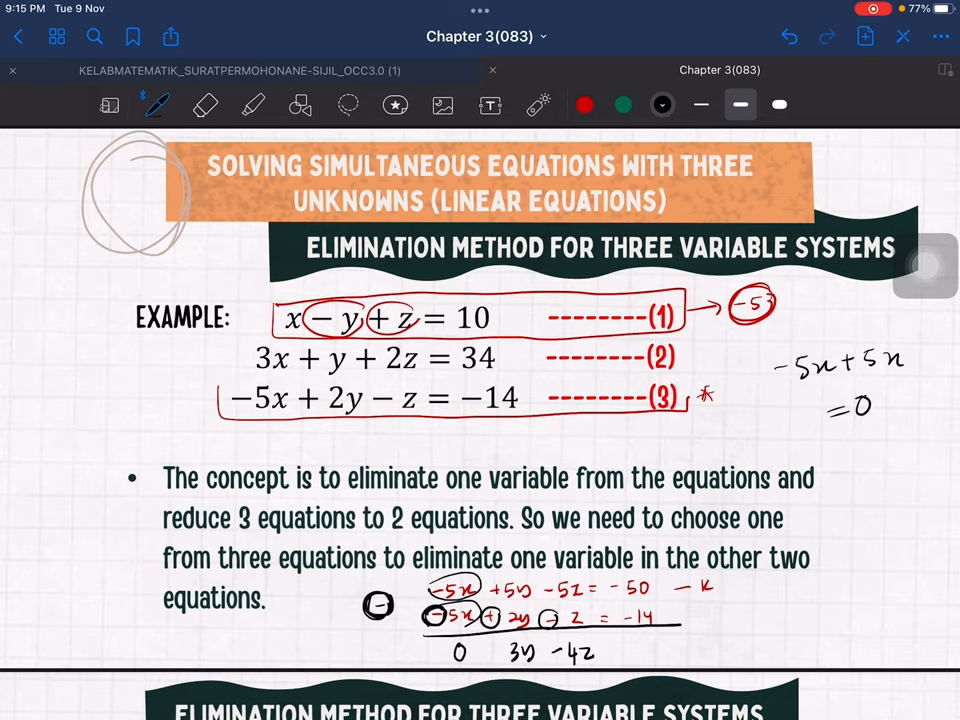 9:15 PM Tue 9 Nov
77%
Chapter 3(083)
KELABMATEMATIK_SURATPERMOHONANE-SIJIL_OCC3.0 (1)
Chapter 3(083)
T
SOLVING SIMULTANEOUS EQUATIONS WITH THREE
UNKNOWNS (LINEAR EQUATIONS)
ELIMINATION METHOD FOR THREE VARIABLE SYSTEMS
EXAMPLE: x − y + z = 10 --------(1) → -5
3x + y + 2z = 34 --------(2)
−5x + 2y − z = −14 --------(3) *
-5x + 5x
= 0
• The concept is to eliminate one variable from the equations and
reduce 3 equations to 2 equations. So we need to choose one
from three equations to eliminate one variable in the other two
equations.
-5x +5y -5z = -50
- -5x + 2y - z = -14
0 3y -4z
ELIMINATION METHOD FOR THREE VARIABLE SYSTEMS